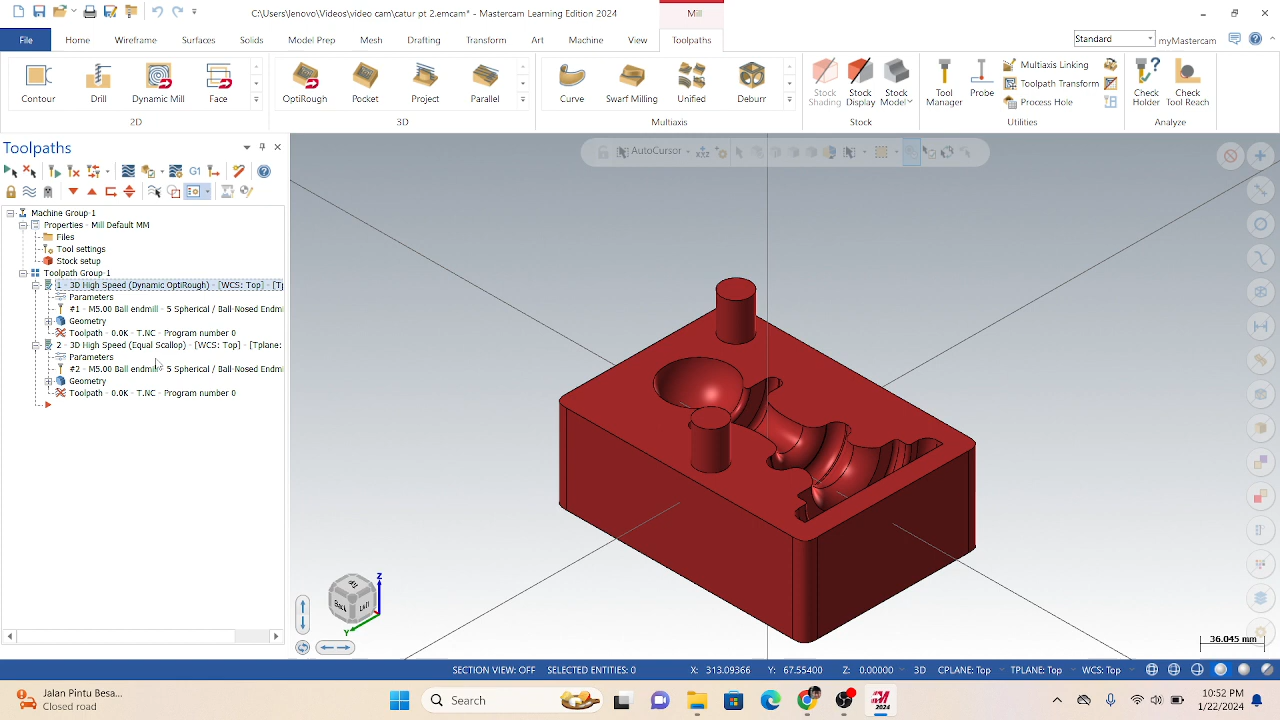 C:\Users\lenovo\Videos\video cam\catur pion.mcam* - Mastercam Learning Edition 2024
Mill
File Home Wireframe Surfaces Solids Model Prep Mesh Drafting Transform Art Machine View Toolpaths
Standard
myMastercam
Contour Drill Dynamic Mill Face
2D
OptiRough Pocket Project Parallel
3D
Curve Swarf Milling Unified Deburr
Multiaxis
Stock Shading Stock Display Stock Model
Stock
Tool Manager Probe
Multiaxis Linking
Toolpath Transform
Process Hole
Utilities
Check Holder Check Tool Reach
Analyze
Toolpaths
AutoCursor
G1
Machine Group-1
Properties - Mill Default MM
Files
Tool settings
Stock setup
Toolpath Group-1
1 - 3D High Speed (Dynamic OptiRough) - [WCS: Top] - [T
Parameters
#1 - M5.00 Ball endmill - 5 Spherical / Ball-Nosed Endm
Geometry
Toolpath - 0.0K - T.NC - Program number 0
2 - 3D High Speed (Equal Scallop) - [WCS: Top] - [Tplane:
Parameters
#2 - M5.00 Ball endmill - 5 Spherical / Ball-Nosed Endm
Geometry
Toolpath - 0.0K - T.NC - Program number 0
Z
Back
Left
Y
36.045 mm
SECTION VIEW: OFF SELECTED ENTITIES: 0 X: 313.09366 Y: 67.55400 Z: 0.00000 3D CPLANE: Top TPLANE: Top WCS: Top
Jalan Pintu Besa...
Closed road
Search
10:52 PM
1/22/2024